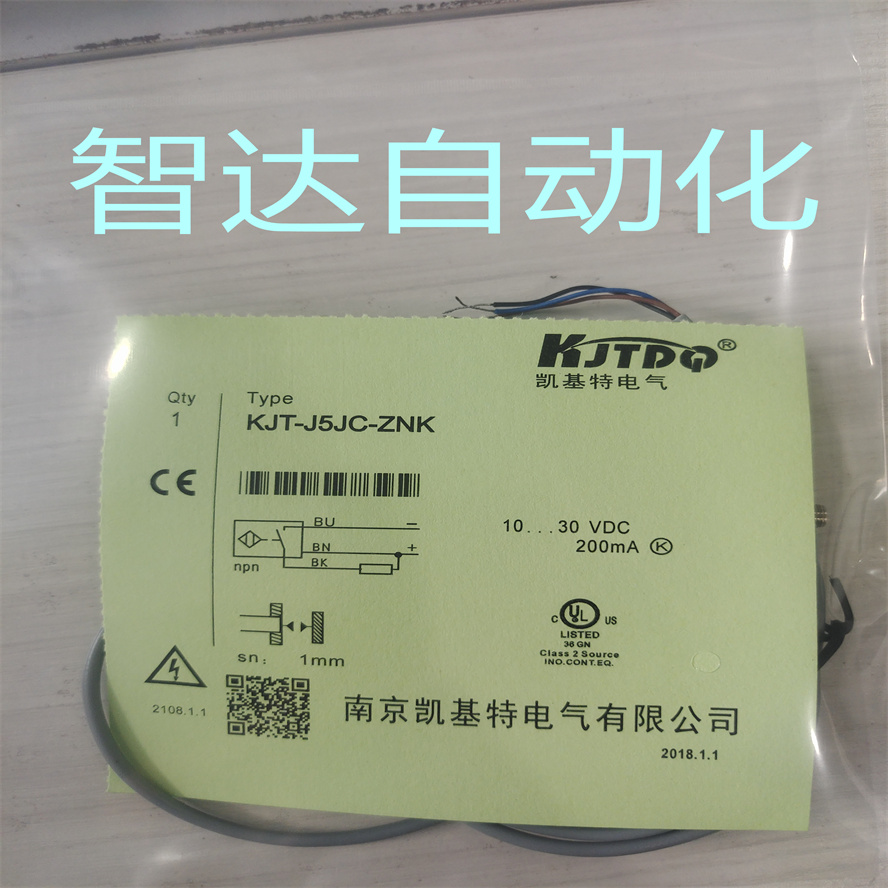 智达自动化
KJTDQ®
凯基特电气
Qty
1
Type
KJT-J5JC-ZNK
CE
BU
BN
BK
npn
10...30 VDC
200mA Ⓚ
sn: 1mm
C UL US
LISTED
36 GN
Class 2 Source
INO.CONT.EQ.
2108.1.1
南京凯基特电气有限公司
2018.1.1